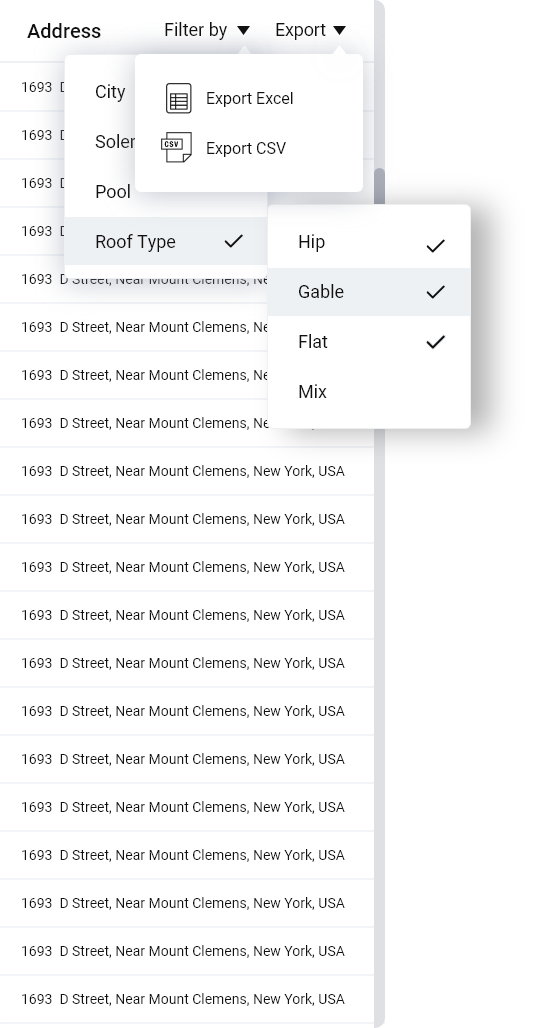 Address Filter by Export
1693
City
Export Excel
CSV Export CSV
1693
1693
Pool
1693
Roof Type
Hip
1693 D Street, Near Mount Clemens,
Gable
1693 D Street, Near Mount Clemens,
Flat
1693 D Street, Near Mount Clemens,
Mix
1693 D Street, Near Mount Clemens,
1693 D Street, Near Mount Clemens, New York, USA
1693 D Street, Near Mount Clemens, New York, USA
1693 D Street, Near Mount Clemens, New York, USA
1693 D Street, Near Mount Clemens, New York, USA
1693 D Street, Near Mount Clemens, New York, USA
1693 D Street, Near Mount Clemens, New York, USA
1693 D Street, Near Mount Clemens, New York, USA
1693 D Street, Near Mount Clemens, New York, USA
1693 D Street, Near Mount Clemens, New York, USA
1693 D Street, Near Mount Clemens, New York, USA
1693 D Street, Near Mount Clemens, New York, USA
1693 D Street, Near Mount Clemens, New York, USA